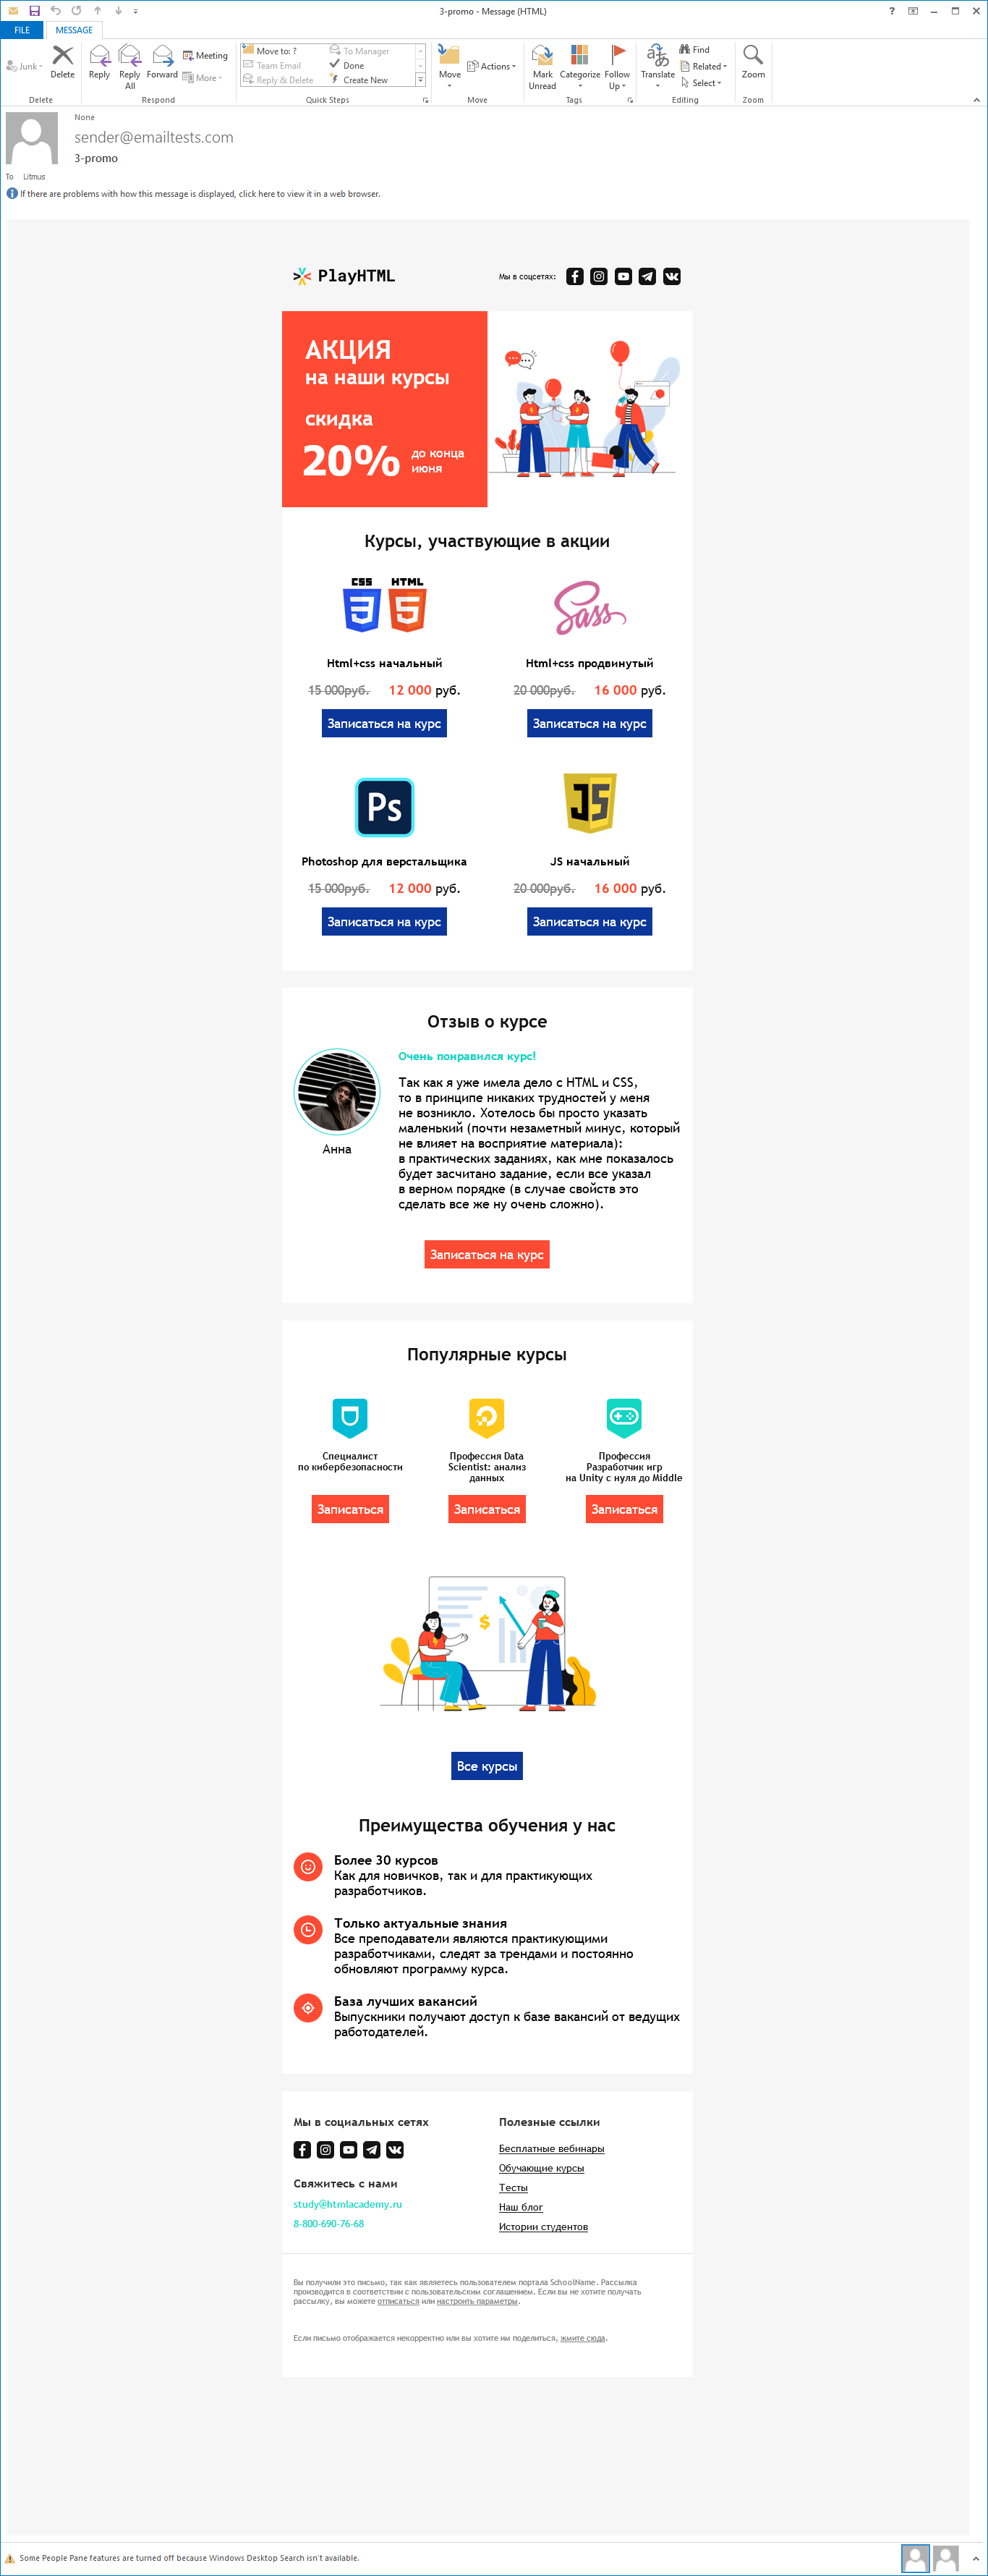 3-promo - Message (HTML)
FILE
MESSAGE
Junk
Delete
Reply
Reply All
Forward
Meeting
More
Move to: ?
To Manager
Team Email
Done
Reply & Delete
Create New
Move
Actions
Mark Unread
Categorize
Follow Up
Translate
Find
Related
Select
Zoom
Delete
Respond
Quick Steps
Move
Tags
Editing
Zoom
None
sender@emailtests.com
3-promo
To Litmus
If there are problems with how this message is displayed, click here to view it in a web browser.
PlayHTML
Мы в соцсетях:
АКЦИЯ
на наши курсы
скидка
20%
до конца
июня
Курсы, участвующие в акции
CSS HTML
3 5
Sass
Html+css начальный
Html+css продвинутый
15 000руб. 12 000 руб.
20 000руб. 16 000 руб.
Записаться на курс
Записаться на курс
Ps
JS
Photoshop для верстальщика
JS начальный
15 000руб. 12 000 руб.
20 000руб. 16 000 руб.
Записаться на курс
Записаться на курс
Отзыв о курсе
Очень понравился курс!
Так как я уже имела дело с HTML и CSS,
то в принципе никаких трудностей у меня
не возникло. Хотелось бы просто указать
маленький (почти незаметный минус, который
не влияет на восприятие материала):
в практических заданиях, как мне показалось
будет засчитано задание, если все указал
в верном порядке (в случае свойств это
сделать все же ну очень сложно).
Анна
Записаться на курс
Популярные курсы
Специалист
по кибербезопасности
Профессия Data
Scientist: анализ
данных
Профессия
Разработчик игр
на Unity с нуля до Middle
Записаться
Записаться
Записаться
$
Все курсы
Преимущества обучения у нас
Более 30 курсов
Как для новичков, так и для практикующих
разработчиков.
Только актуальные знания
Все преподаватели являются практикующими
разработчиками, следят за трендами и постоянно
обновляют программу курса.
База лучших вакансий
Выпускники получают доступ к базе вакансий от ведущих
работодателей.
Мы в социальных сетях
Свяжитесь с нами
study@htmlacademy.ru
8-800-690-76-68
Полезные ссылки
Бесплатные вебинары
Обучающие курсы
Тесты
Наш блог
Истории студентов
Вы получили это письмо, так как являетесь пользователем портала SchoolName. Рассылка
производится в соответствии с пользовательским соглашением. Если вы не хотите получать
рассылку, вы можете отписаться или настроить параметры.
Если письмо отображается некорректно или вы хотите им поделиться, жмите сюда.
Some People Pane features are turned off because Windows Desktop Search isn't available.